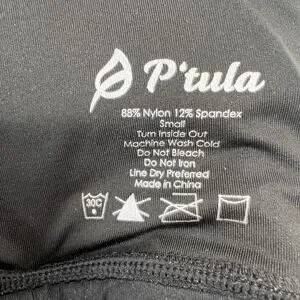 P'tula
88% Nylon 12% Spandex
Small
Turn Inside Out
Machine Wash Cold
Do Not Bleach
Do Not Iron
Line Dry Preferred
Made in China
30C